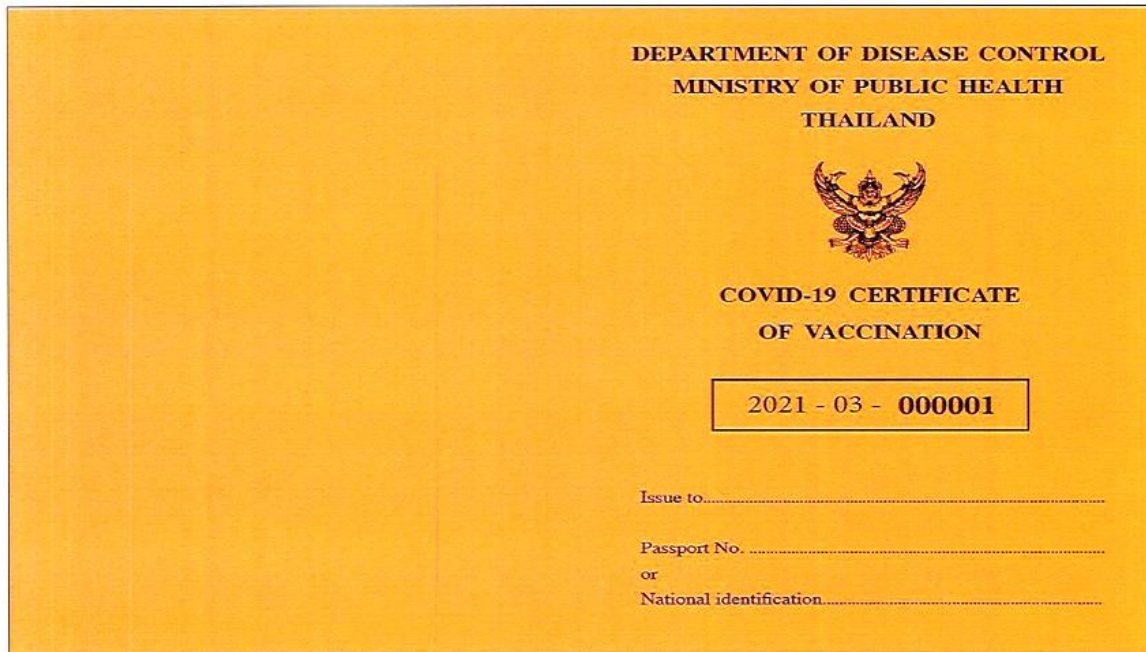 DEPARTMENT OF DISEASE CONTROL
MINISTRY OF PUBLIC HEALTH
THAILAND
COVID-19 CERTIFICATE
OF VACCINATION
2021 - 03 - 000001
Issue to..........................................................................................
Passport No. ................................................................................
or
National identification...............................................................